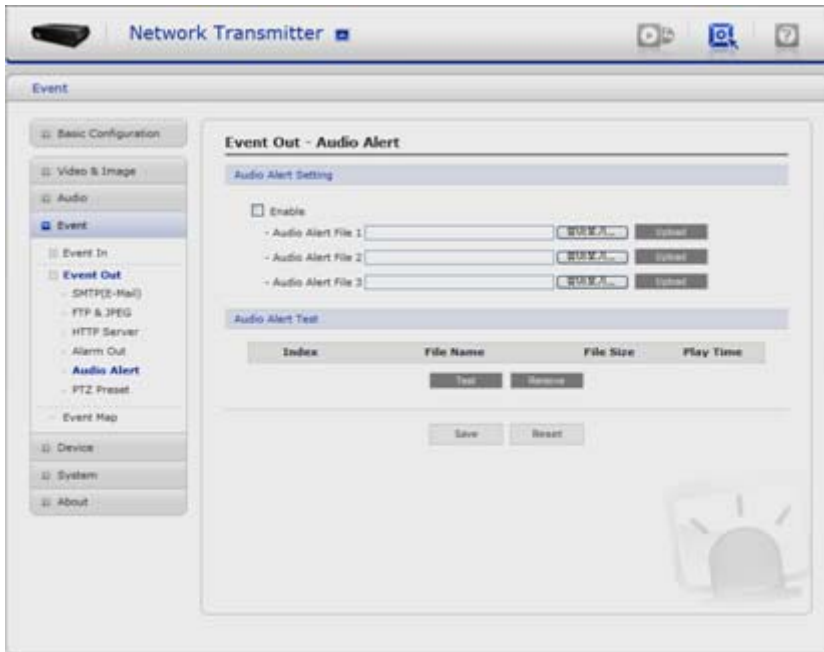 Network Transmitter
Event
Basic Configuration
Video & Image
Audio
Event
Event In
Event Out
SMTP(E-Mail)
FTP & JPEG
HTTP Server
Alarm Out
Audio Alert
PTZ Preset
Event Map
Device
System
About
Event Out - Audio Alert
Audio Alert Setting
Enable
- Audio Alert File 1
Upload
- Audio Alert File 2
Upload
- Audio Alert File 3
Upload
Audio Alert Test
Index File Name File Size Play Time
Test Remove
Save Reset